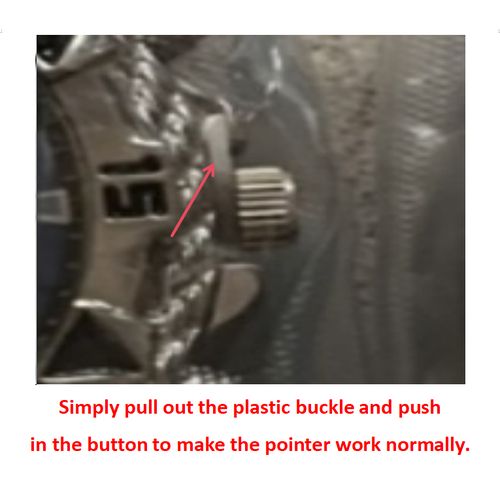 15
Simply pull out the plastic buckle and push
in the button to make the pointer work normally.